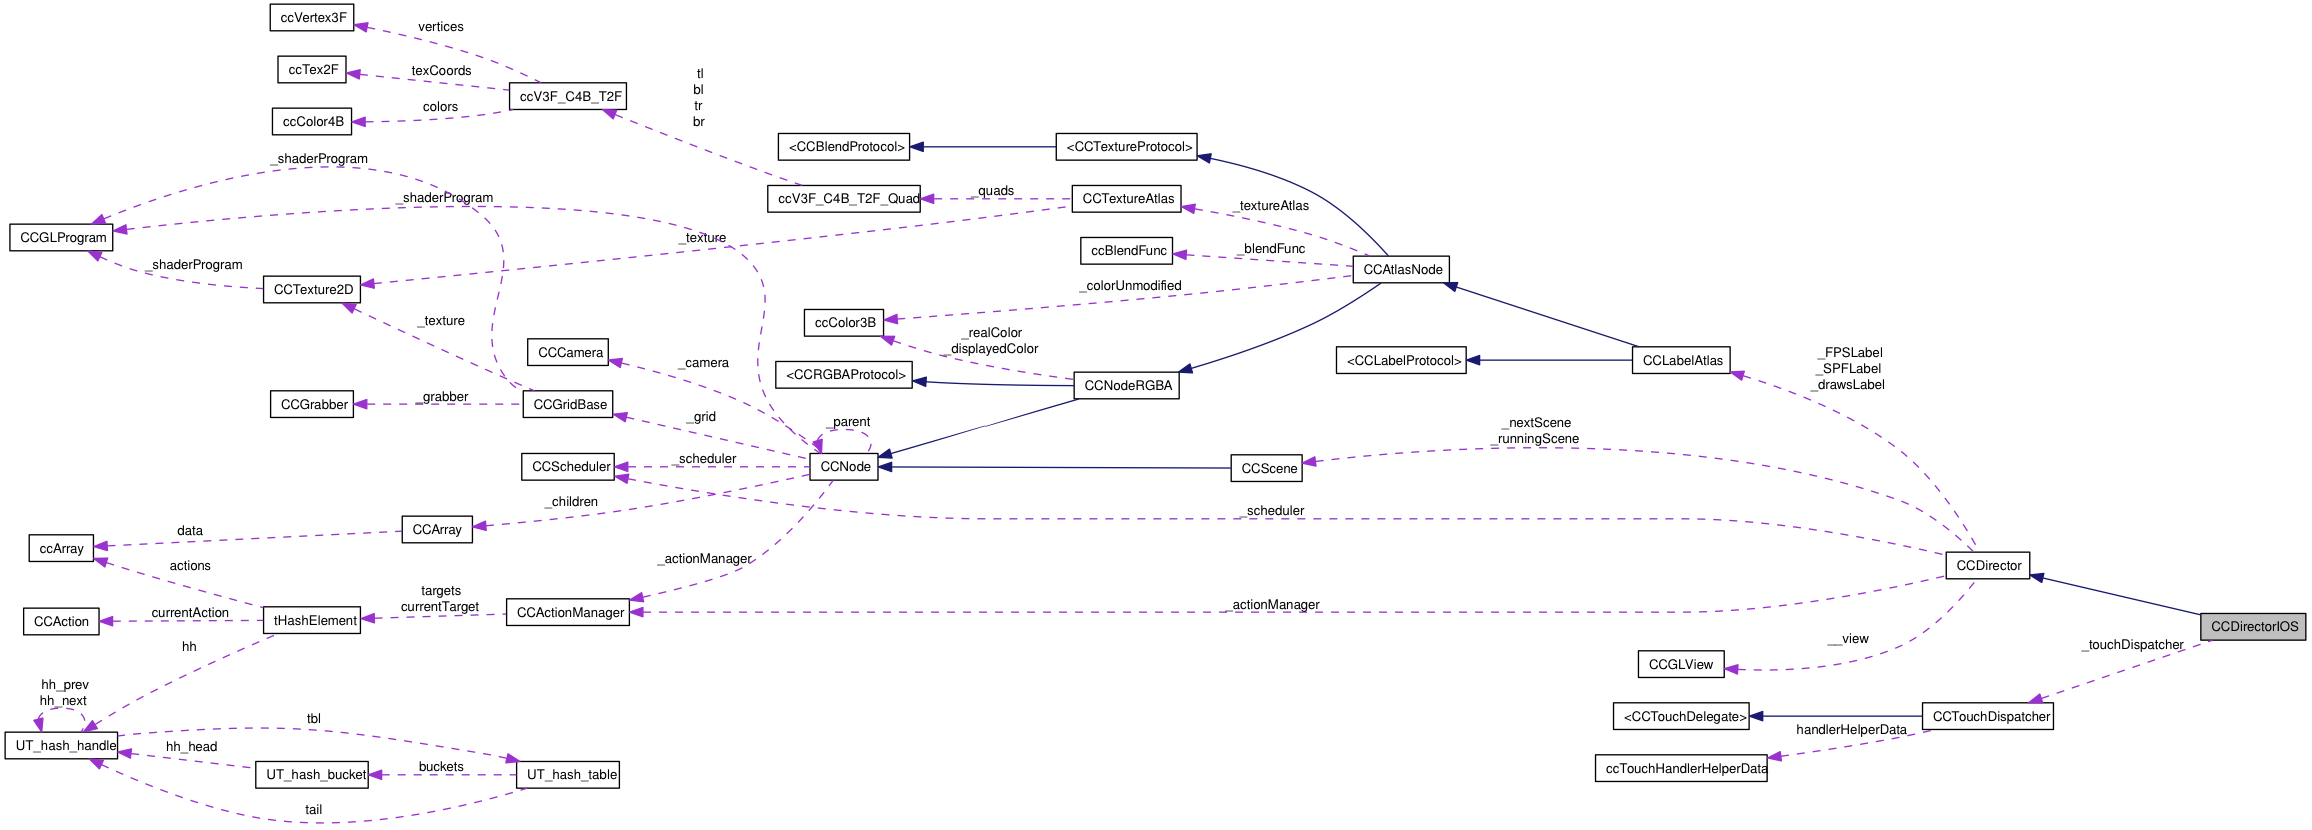 ccVertex3F
vertices
ccTex2F
texCoords
ccColor4B
colors
ccV3F_C4B_T2F
tl
bl
tr
br
<CCBlendProtocol>
<CCTextureProtocol>
_shaderProgram
_shaderProgram
ccV3F_C4B_T2F_Quad
_quads
CCTextureAtlas
_textureAtlas
CCGLProgram
_texture
ccBlendFunc
_blendFunc
_shaderProgram
CCTexture2D
CCAtlasNode
_colorUnmodified
_texture
ccColor3B
_realColor
_displayedColor
CCCamera
_camera
<CCRGBAProtocol>
CCNodeRGBA
<CCLabelProtocol>
CCLabelAtlas
_FPSLabel
_SPFLabel
_drawsLabel
CCGrabber
_grabber
CCGridBase
_grid
_parent
_nextScene
_runningScene
CCScheduler
_scheduler
CCNode
CCScene
_children
_scheduler
data
CCArray
ccArray
actions
_actionManager
CCDirector
targets
currentTarget
CCAction
currentAction
tHashElement
CCActionManager
_actionManager
CCDirectorIOS
hh
__view
_touchDispatcher
CCGLView
hh_prev
hh_next
tbl
<CCTouchDelegate>
CCTouchDispatcher
handlerHelperData
UT_hash_handle
hh_head
UT_hash_bucket
buckets
UT_hash_table
ccTouchHandlerHelperData
tail